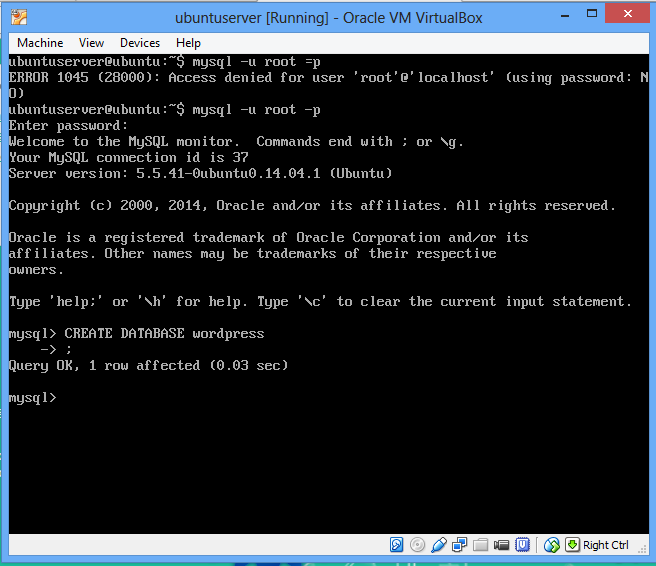 ubuntuserver [Running] - Oracle VM VirtualBox
Machine View Devices Help
ubuntuserver@ubuntu:~$ mysql -u root =p
ERROR 1045 (28000): Access denied for user 'root'@'localhost' (using password: N
O)
ubuntuserver@ubuntu:~$ mysql -u root -p
Enter password:
Welcome to the MySQL monitor.  Commands end with ; or \g.
Your MySQL connection id is 37
Server version: 5.5.41-0ubuntu0.14.04.1 (Ubuntu)
Copyright (c) 2000, 2014, Oracle and/or its affiliates. All rights reserved.
Oracle is a registered trademark of Oracle Corporation and/or its
affiliates. Other names may be trademarks of their respective
owners.
Type 'help;' or '\h' for help. Type '\c' to clear the current input statement.
mysql> CREATE DATABASE wordpress
    -> ;
Query OK, 1 row affected (0.03 sec)
mysql>
Right Ctrl